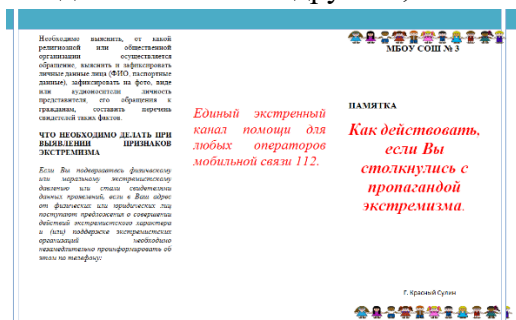 Необходимо выяснить, от какой
религиозной или общественной
организации осуществляется
обращение, выяснить и зафиксировать
личные данные лица (ФИО, паспортные
данные), зафиксировать на фото, виде
или аудионосители личность
представителя, его обращения к
гражданам, составить перечень
свидетелей таких фактов.
ЧТО НЕОБХОДИМО ДЕЛАТЬ ПРИ
ВЫЯВЛЕНИИ ПРИЗНАКОВ
ЭКСТРЕМИЗМА
Если Вы подвергаетесь физическому
или моральному экстремистскому
давлению или стали свидетелями
данных проявлений, если в Ваш адрес
от физических или юридических лиц
поступают предложения о совершении
действий экстремистского характера
и (или) поддержке экстремистских
организаций необходимо
незамедлительно проинформировать об
этом по телефону:
Единый экстренный
канал помощи для
любых операторов
мобильной связи 112.
МБОУ СОШ № 3
ПАМЯТКА
Как действовать,
если Вы
столкнулись с
пропагандой
экстремизма.
Г. Красный Сулин